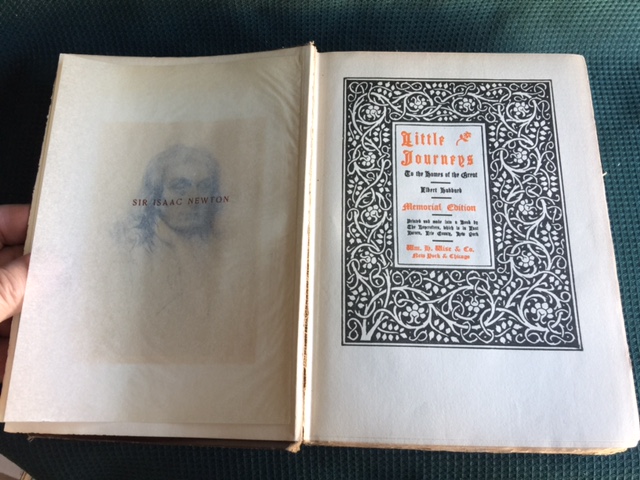 SIR ISAAC NEWTON
Little
Journeys
To the Homes of the Great
Elbert Hubbard
Memorial Edition
Printed and made into a Book by
The Roycrofters, which is in East
Aurora, Erie County, New York
Wm. H. Wise & Co.
New York & Chicago